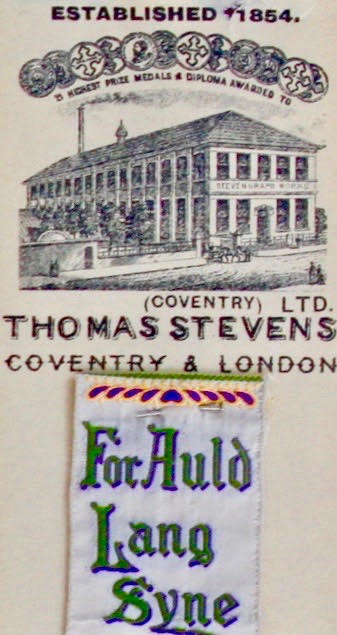 ESTABLISHED 1854.
HIGHEST PRIZE MEDALS & DIPLOMA AWARDED TO
STEVENGRAPH WORKS
(COVENTRY) LTD.
THOMAS STEVENS
COVENTRY & LONDON
For Auld
Lang
Syne